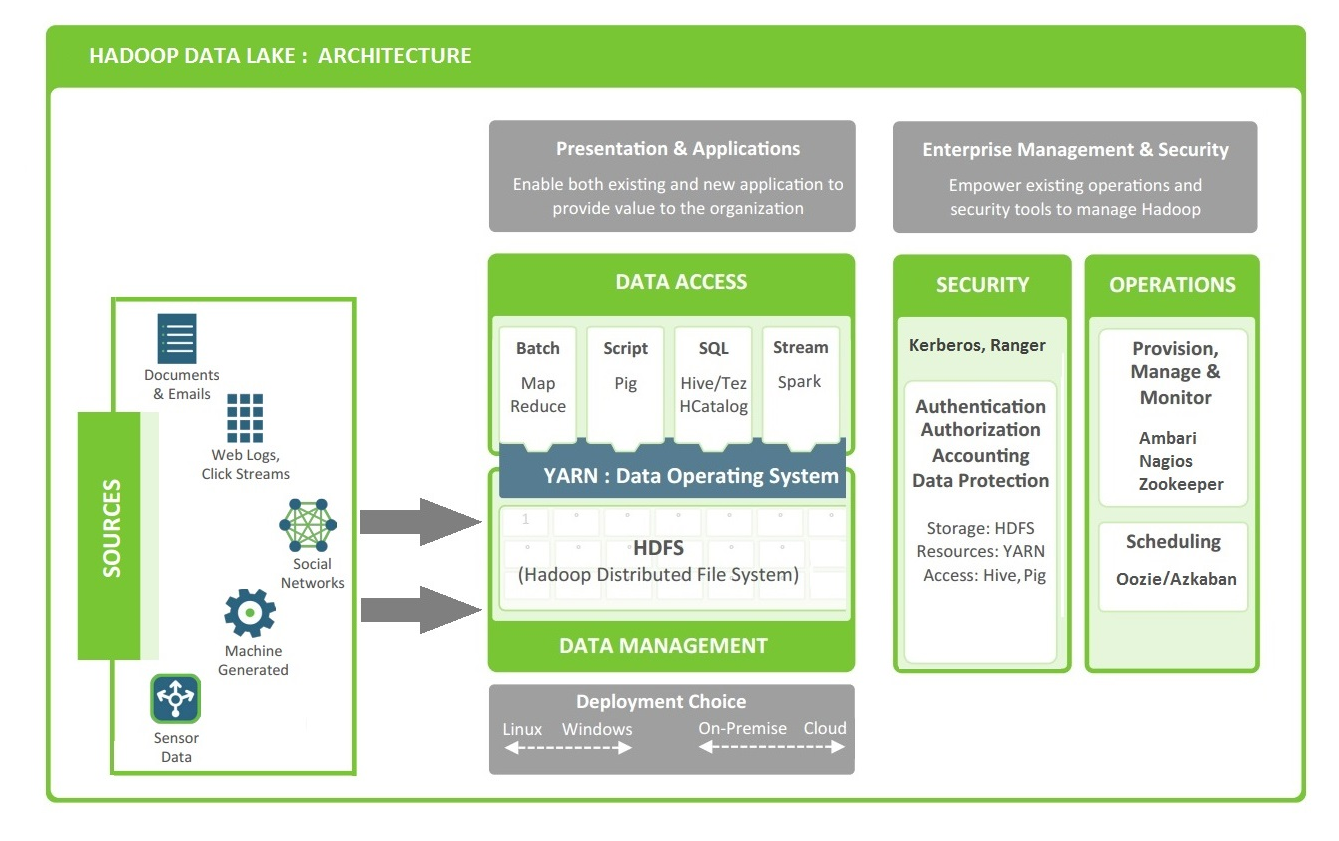 HADOOP DATA LAKE : ARCHITECTURE
Presentation & Applications
Enable both existing and new application to
provide value to the organization
Enterprise Management & Security
Empower existing operations and
security tools to manage Hadoop
SOURCES
Documents
& Emails
Web Logs,
Click Streams
Social
Networks
Machine
Generated
Sensor
Data
DATA ACCESS
Batch
Map
Reduce
Script
Pig
SQL
Hive/Tez
HCatalog
Stream
Spark
YARN : Data Operating System
1
HDFS
(Hadoop Distributed File System)
DATA MANAGEMENT
Deployment Choice
Linux Windows On-Premise Cloud
SECURITY
Kerberos, Ranger
Authentication
Authorization
Accounting
Data Protection
Storage: HDFS
Resources: YARN
Access: Hive, Pig
OPERATIONS
Provision,
Manage &
Monitor
Ambari
Nagios
Zookeeper
Scheduling
Oozie/Azkaban